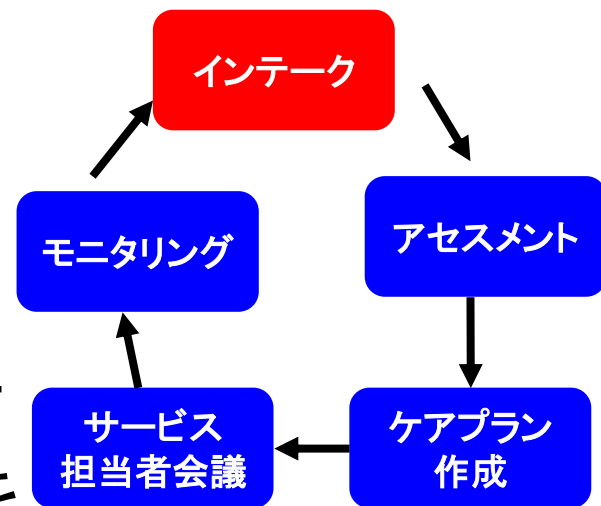 インテーク
アセスメント
モニタリング
ケアプラン
作成
サービス
担当者会議